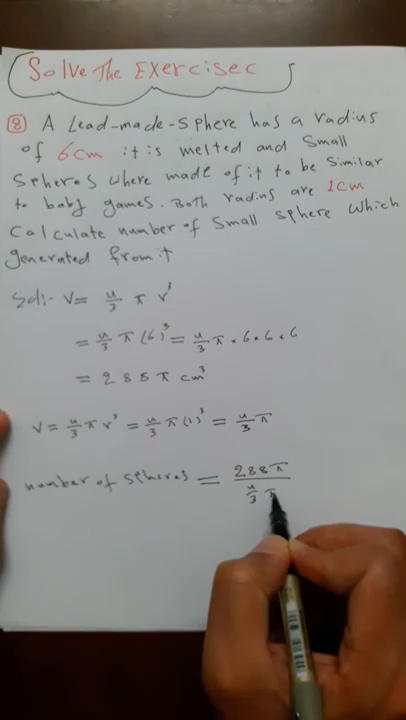 Solve The Exercisec
8 A Lead-made-Sphere has a radius
of 6cm it is melted and Small
Spheres where made of it to be Similar
to baby games. Both radius are 1cm
Calculate number of Small sphere which
generated from it
Sol:- V= 4/3 π r³
= 4/3 π (6)³ = 4/3 π × 6 × 6 × 6
= 288π cm³
V = 4/3 π r³ = 4/3 π (1)³ = 4/3 π
number of spheres = 288π / 4/3 π